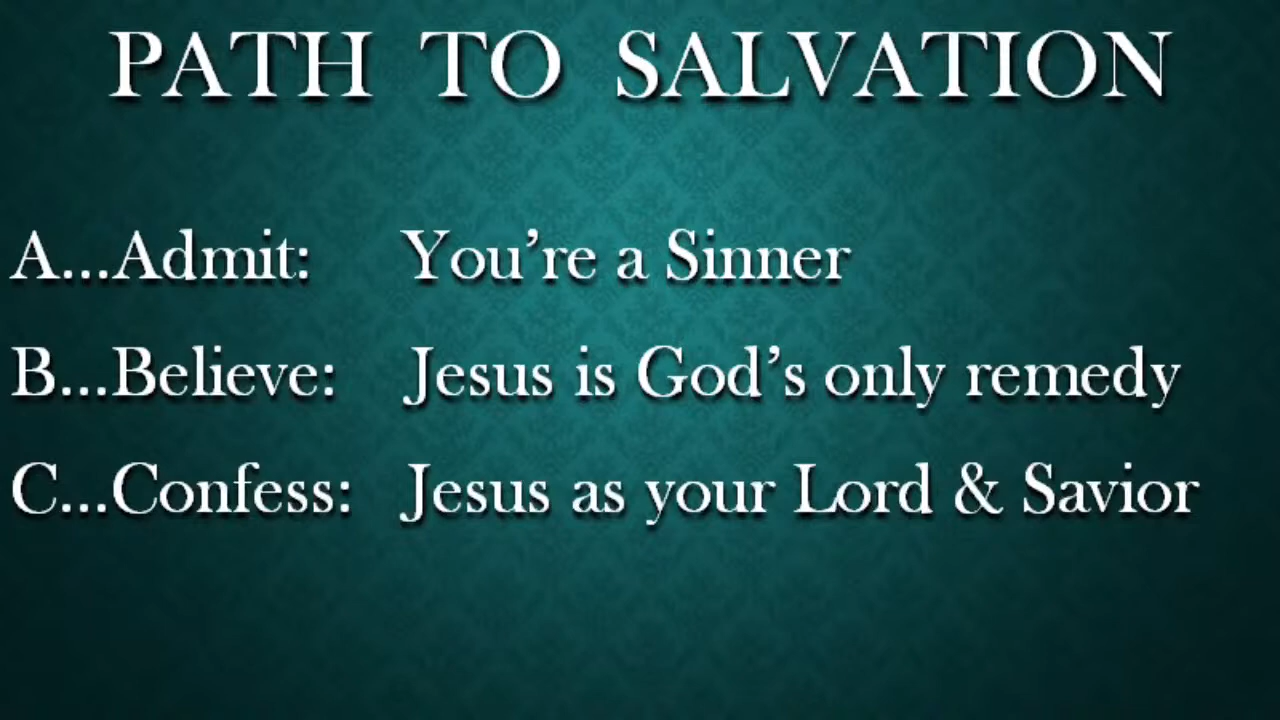 PATH TO SALVATION
A...Admit: You're a Sinner
B...Believe: Jesus is God's only remedy
C...Confess: Jesus as your Lord & Savior